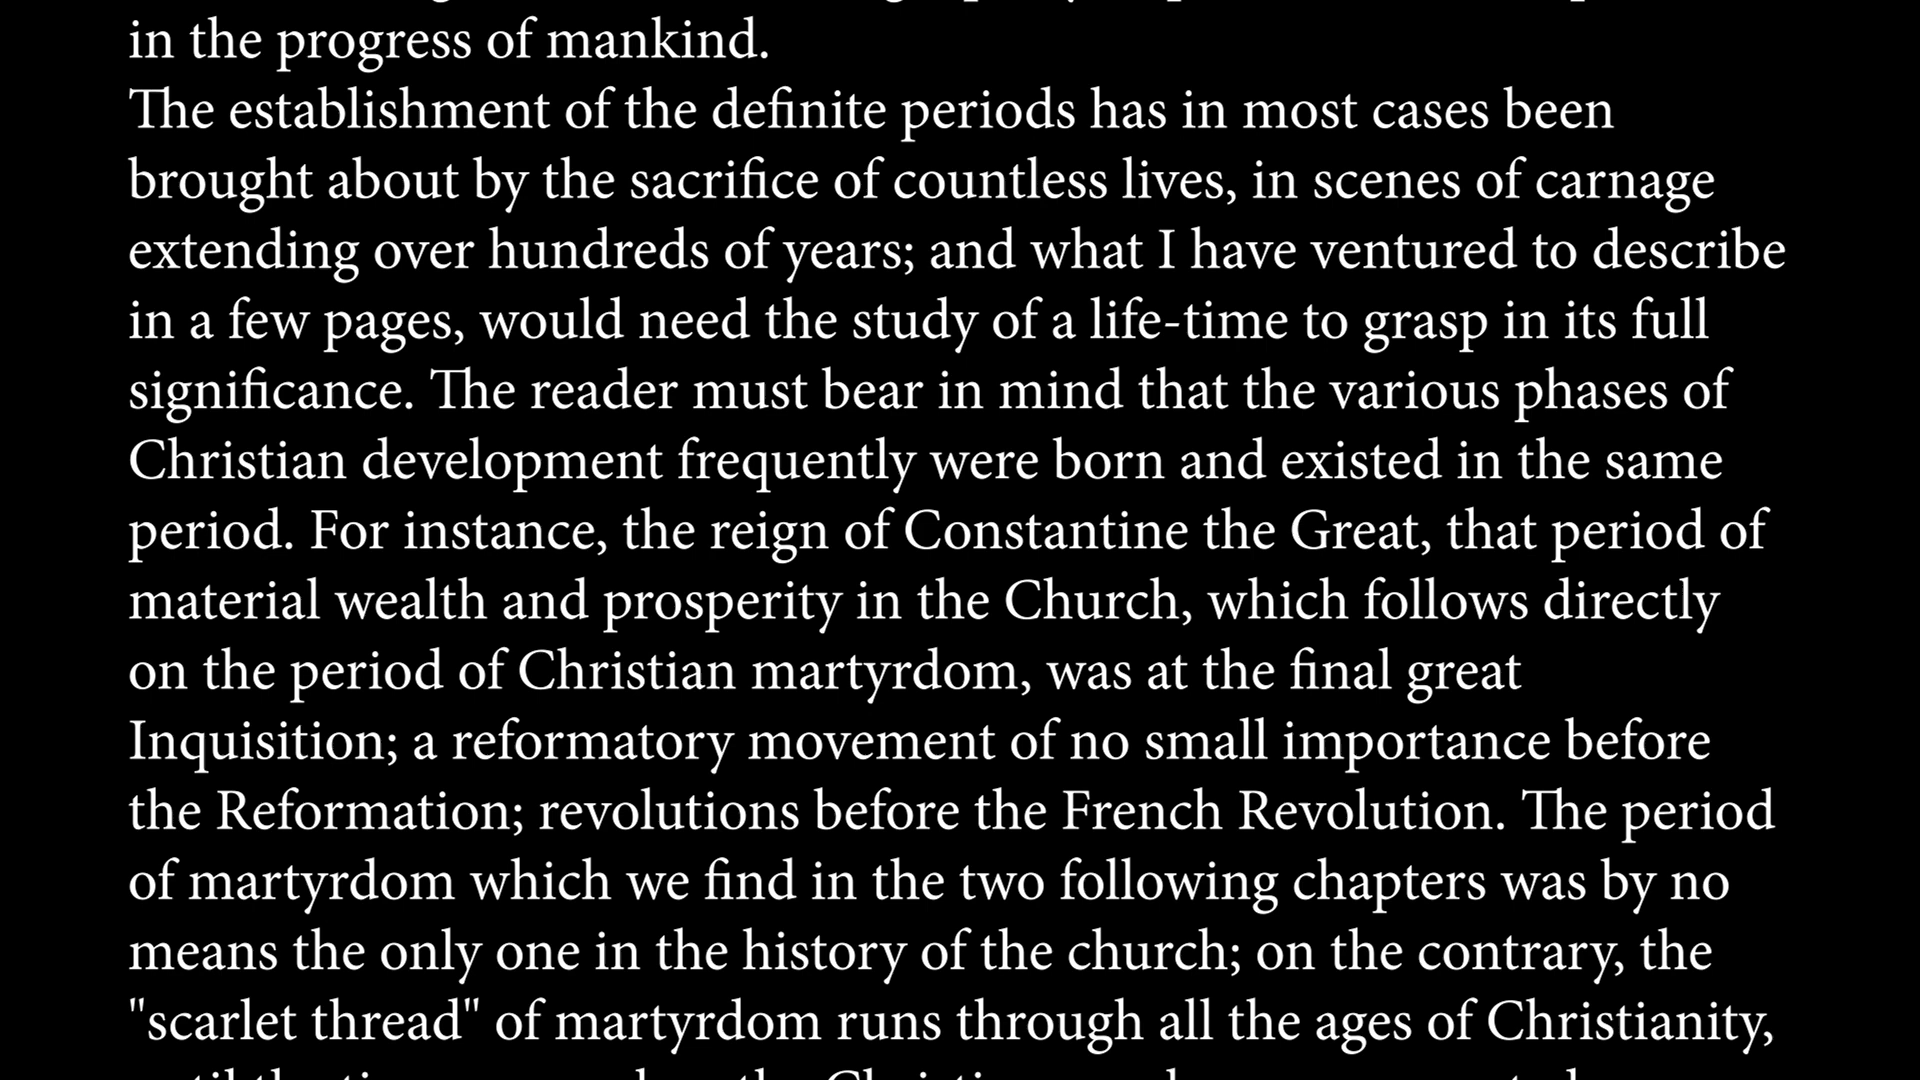 in the progress of mankind.
The establishment of the definite periods has in most cases been
brought about by the sacrifice of countless lives, in scenes of carnage
extending over hundreds of years; and what I have ventured to describe
in a few pages, would need the study of a life-time to grasp in its full
significance. The reader must bear in mind that the various phases of
Christian development frequently were born and existed in the same
period. For instance, the reign of Constantine the Great, that period of
material wealth and prosperity in the Church, which follows directly
on the period of Christian martyrdom, was at the final great
Inquisition; a reformatory movement of no small importance before
the Reformation; revolutions before the French Revolution. The period
of martyrdom which we find in the two following chapters was by no
means the only one in the history of the church; on the contrary, the
"scarlet thread" of martyrdom runs through all the ages of Christianity,